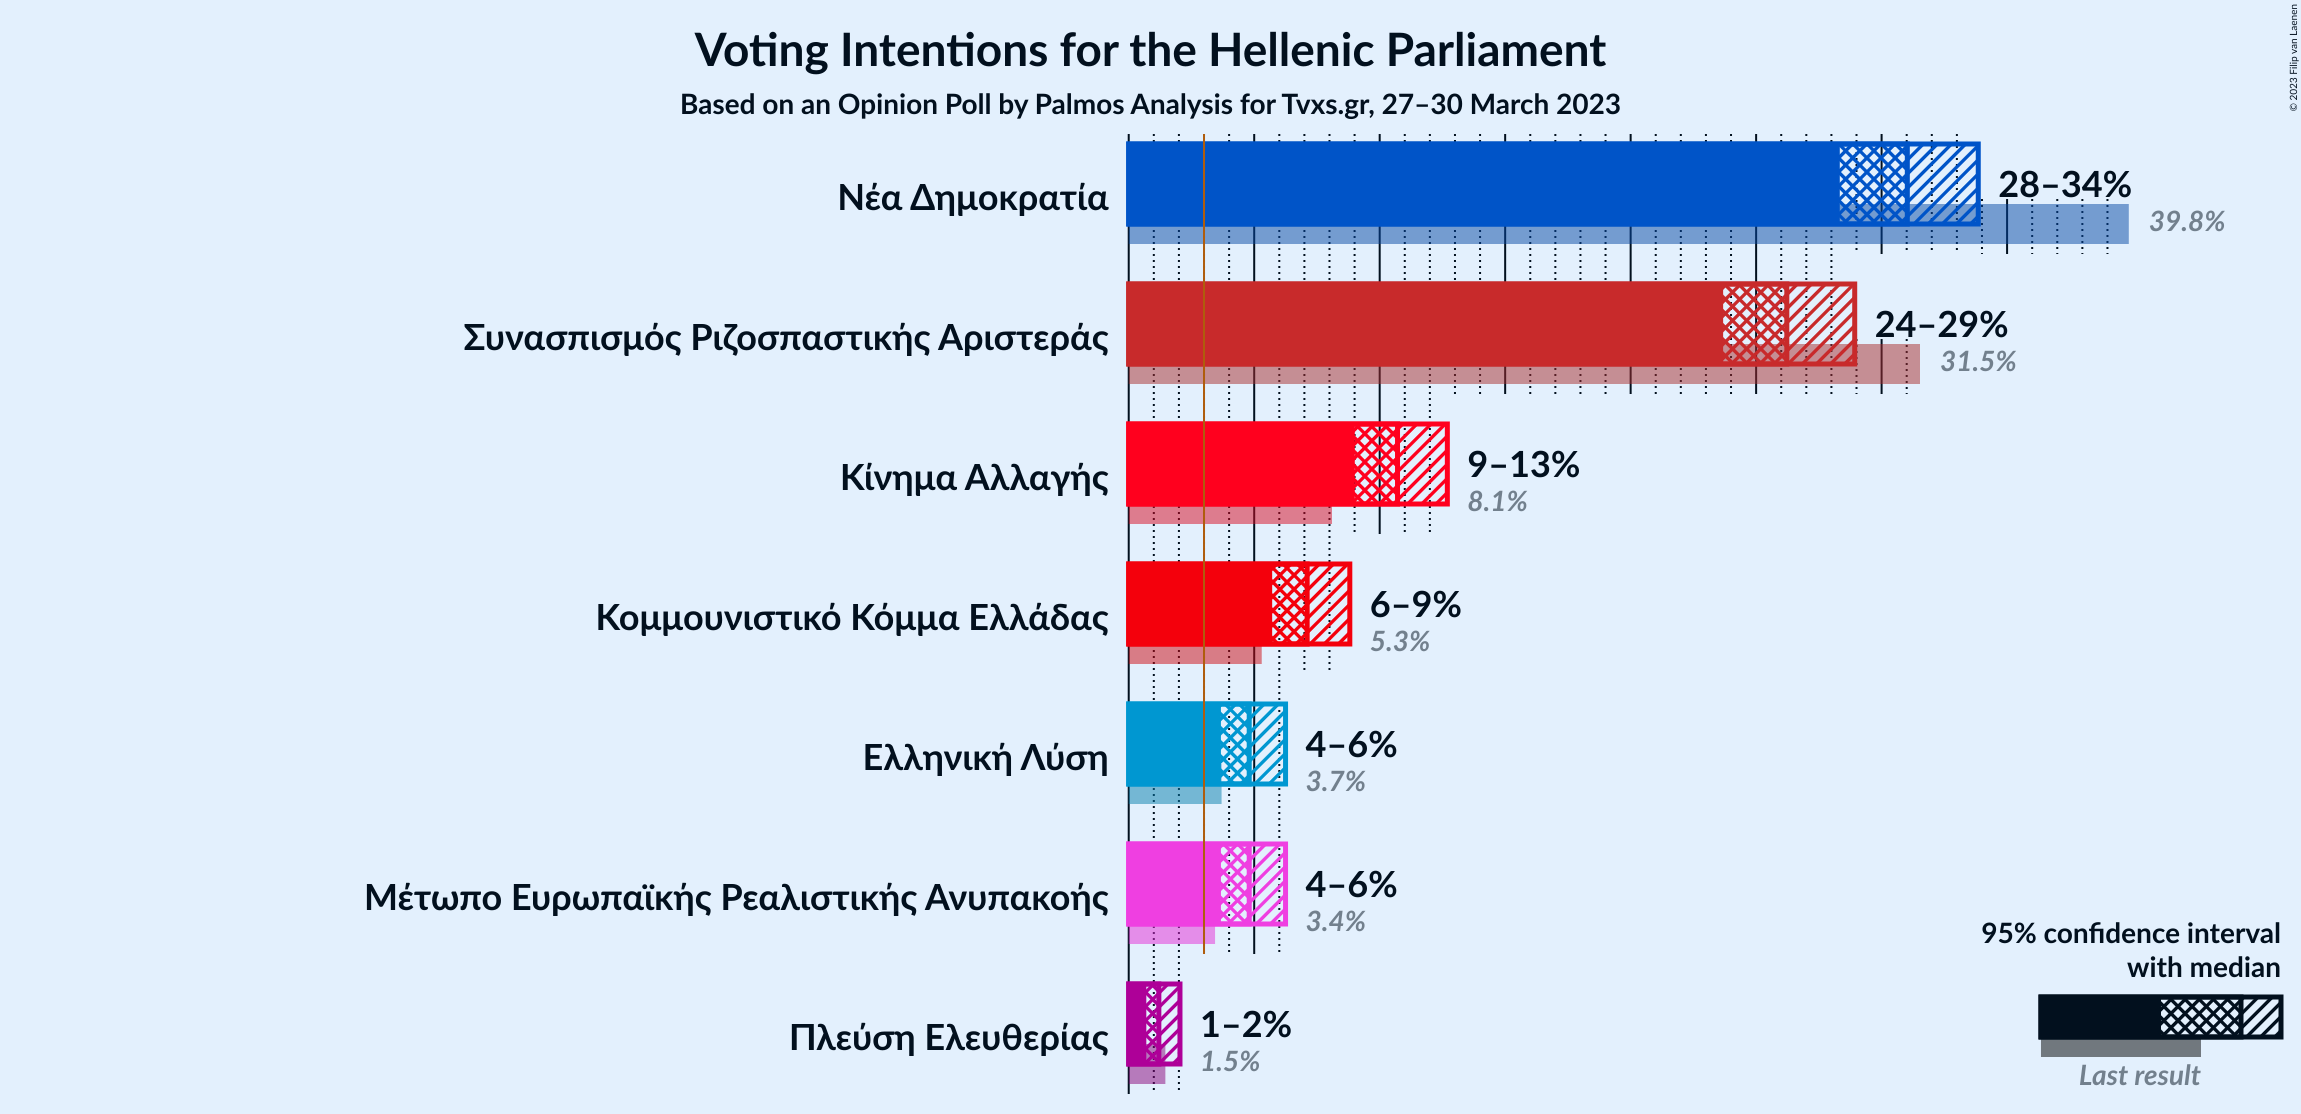 Voting Intentions for the Hellenic Parliament
Based on an Opinion Poll by Palmos Analysis for Tvxs.gr, 27–30 March 2023
© 2023 Filip van Laenen
Νέα Δημοκρατία
28–34%
39.8%
Συνασπισμός Ριζοσπαστικής Αριστεράς
24–29%
31.5%
Κίνημα Αλλαγής
9–13%
8.1%
Κομμουνιστικό Κόμμα Ελλάδας
6–9%
5.3%
Ελληνική Λύση
4–6%
3.7%
Μέτωπο Ευρωπαϊκής Ρεαλιστικής Ανυπακοής
4–6%
3.4%
Πλεύση Ελευθερίας
1–2%
1.5%
95% confidence interval
with median
Last result